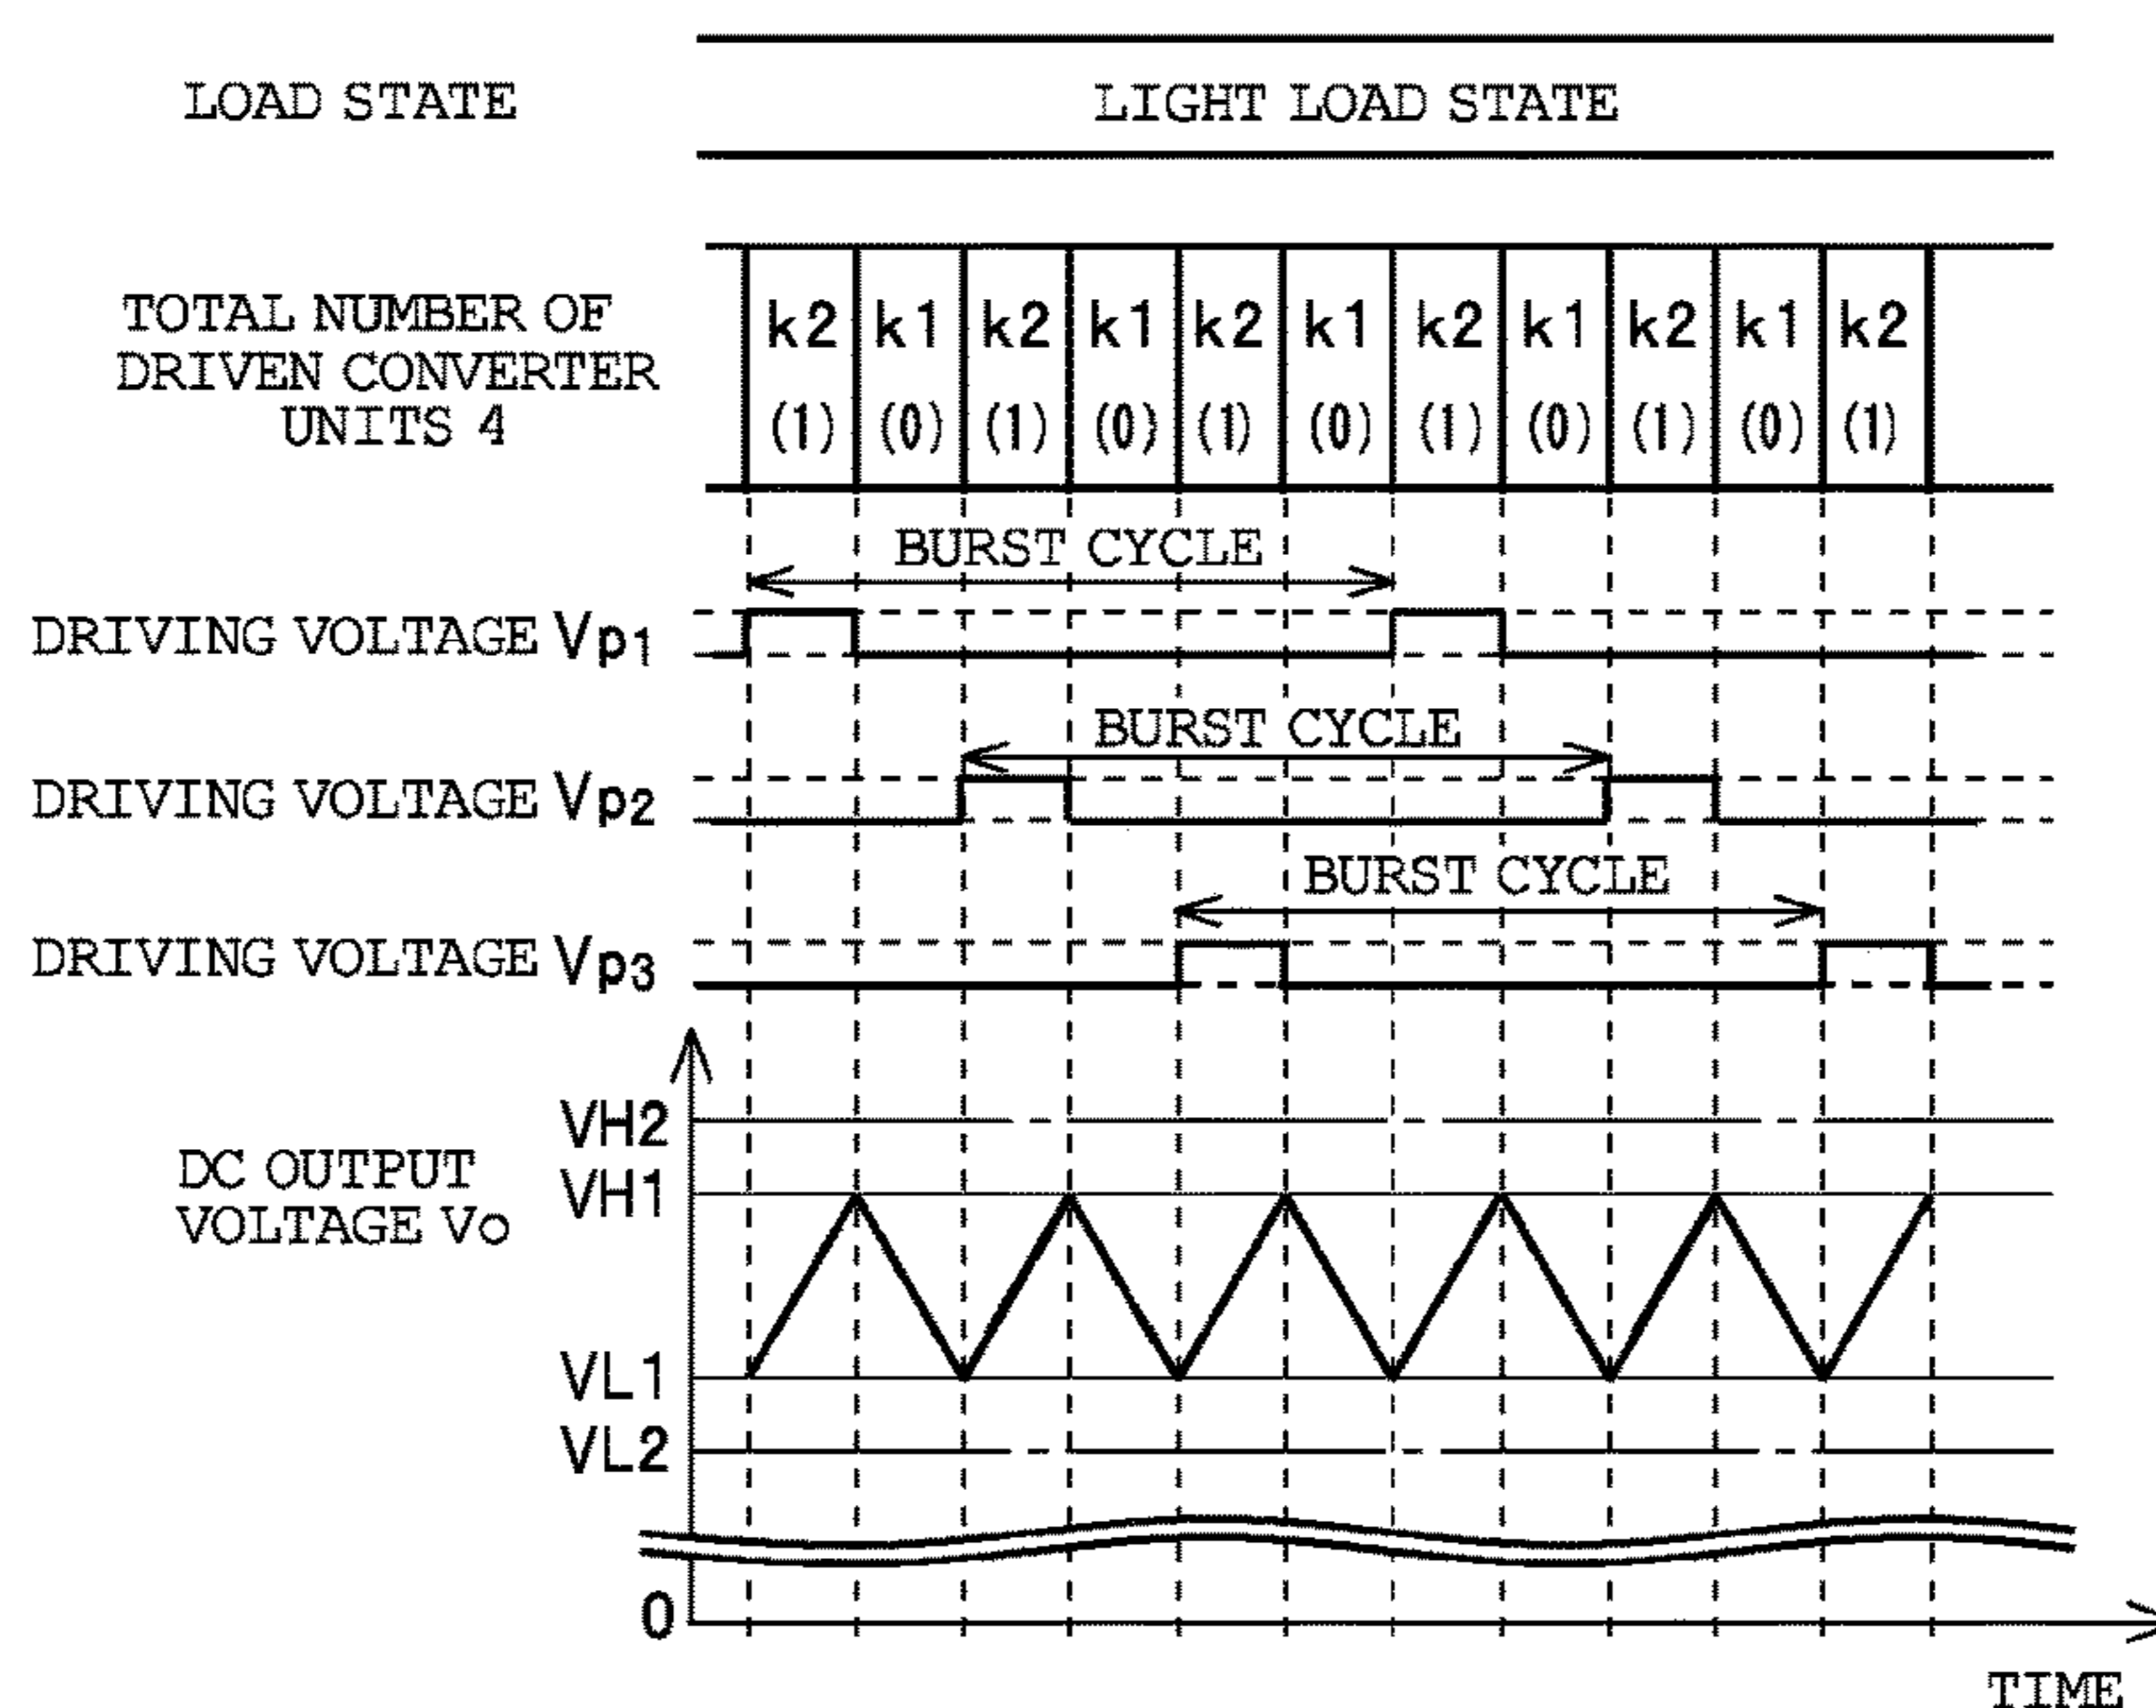 LOAD STATE
LIGHT LOAD STATE
TOTAL NUMBER OF
DRIVEN CONVERTER
UNITS 4
k2 k1 k2 k1 k2 k1 k2 k1 k2 k1 k2
(1) (0) (1) (0) (1) (0) (1) (0) (1) (0) (1)
BURST CYCLE
DRIVING VOLTAGE Vp1
BURST CYCLE
DRIVING VOLTAGE Vp2
BURST CYCLE
DRIVING VOLTAGE Vp3
DC OUTPUT
VOLTAGE Vo
VH2
VH1
VL1
VL2
0
TIME